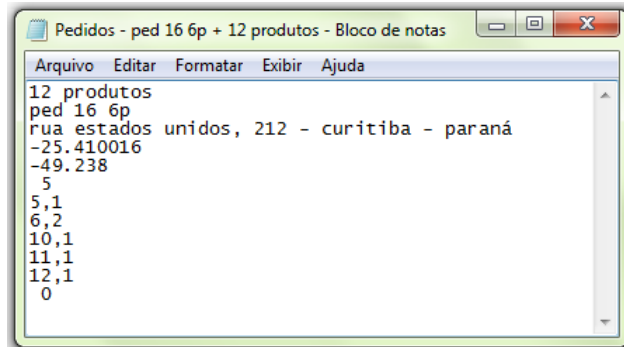 Pedidos - ped 16 6p + 12 produtos - Bloco de notas
Arquivo Editar Formatar Exibir Ajuda
12 produtos
ped 16 6p
rua estados unidos, 212 - curitiba - paraná
-25.410016
-49.238
5
5,1
6,2
10,1
11,1
12,1
0